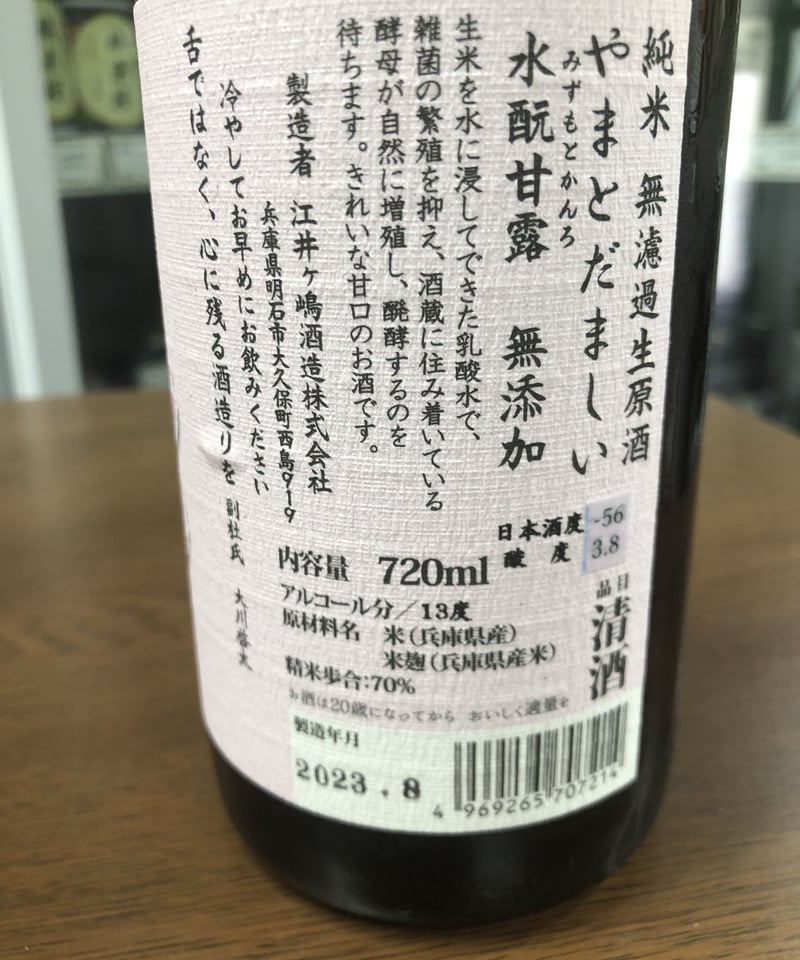 純米　無濾過生原酒
やまとだましい
みずもとかんろ
水酛甘露　無添加
生米を水に浸してできた乳酸水で、
雑菌の繁殖を抑え、酒蔵に住み着いている
酵母が自然に増殖し、醗酵するのを
待ちます。きれいな甘口のお酒です。
製造者　江井ヶ嶋酒造株式会社
兵庫県明石市大久保町西島919
冷やしてお早めにお飲みください
舌ではなく、心に残る酒造りを
副杜氏　大川啓太
日本酒度 -56
酸度 3.8
品目
清酒
内容量　720ml
アルコール分／13度
原材料名　米（兵庫県産）
米麹（兵庫県産米）
精米歩合：70%
お酒は20歳になってから　おいしく適量を
製造年月
2023.8
4 969265 707214